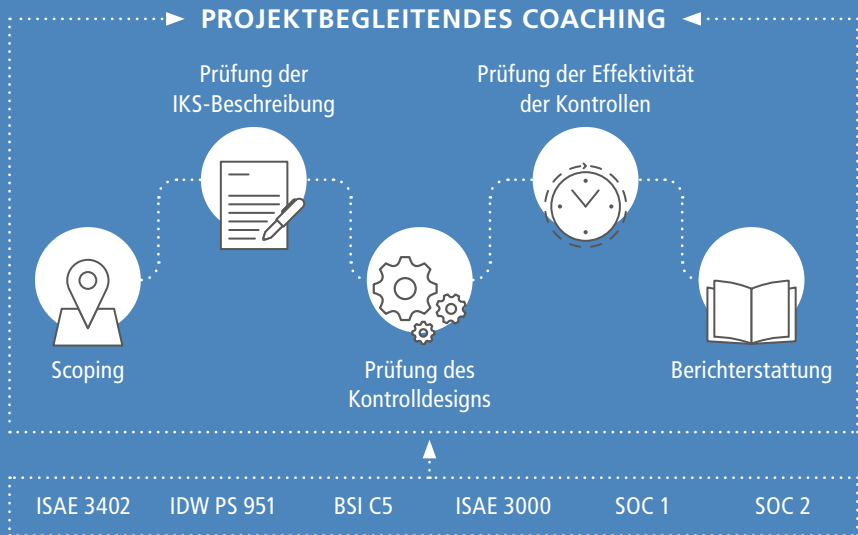 PROJEKTBEGLEITENDES COACHING
Prüfung der
IKS-Beschreibung
Prüfung der Effektivität
der Kontrollen
Scoping
Prüfung des
Kontrolldesigns
Berichterstattung
ISAE 3402 IDW PS 951 BSI C5 ISAE 3000 SOC 1 SOC 2